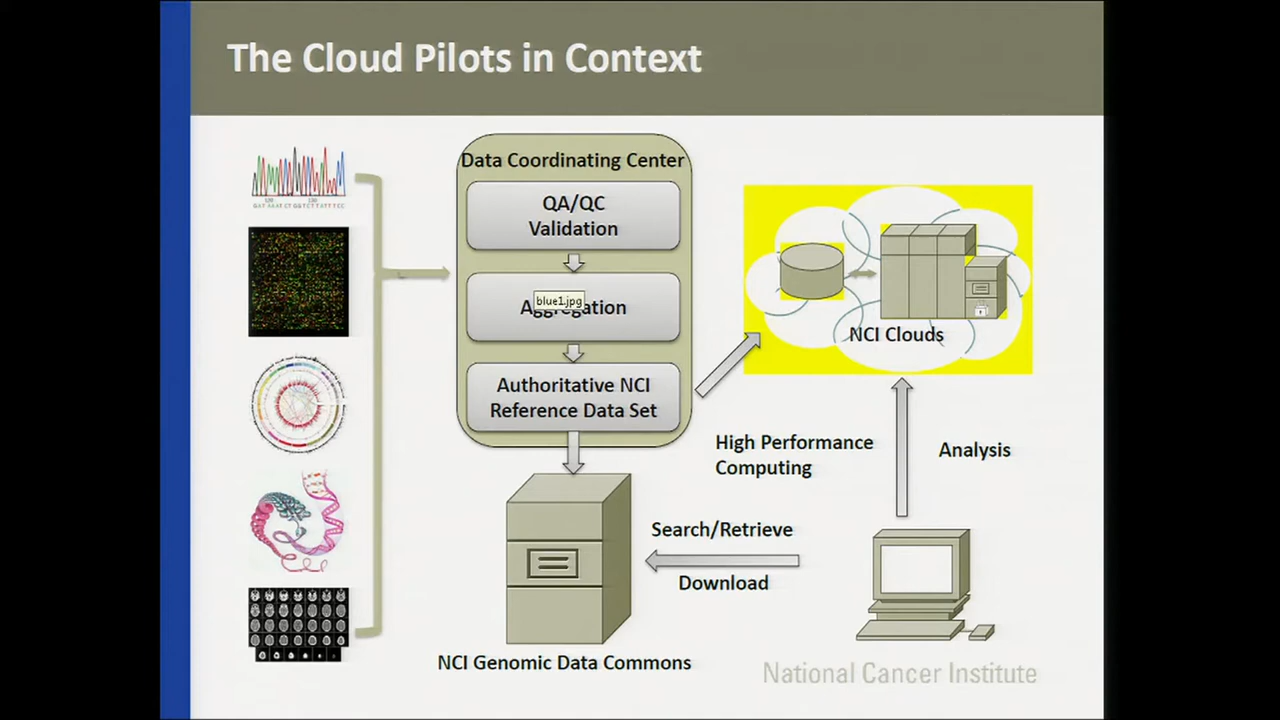 The Cloud Pilots in Context
Data Coordinating Center
QA/QC
Validation
blue1.jpg
Aggregation
Authoritative NCI
Reference Data Set
NCI Clouds
High Performance
Computing
Analysis
Search/Retrieve
Download
NCI Genomic Data Commons
National Cancer Institute